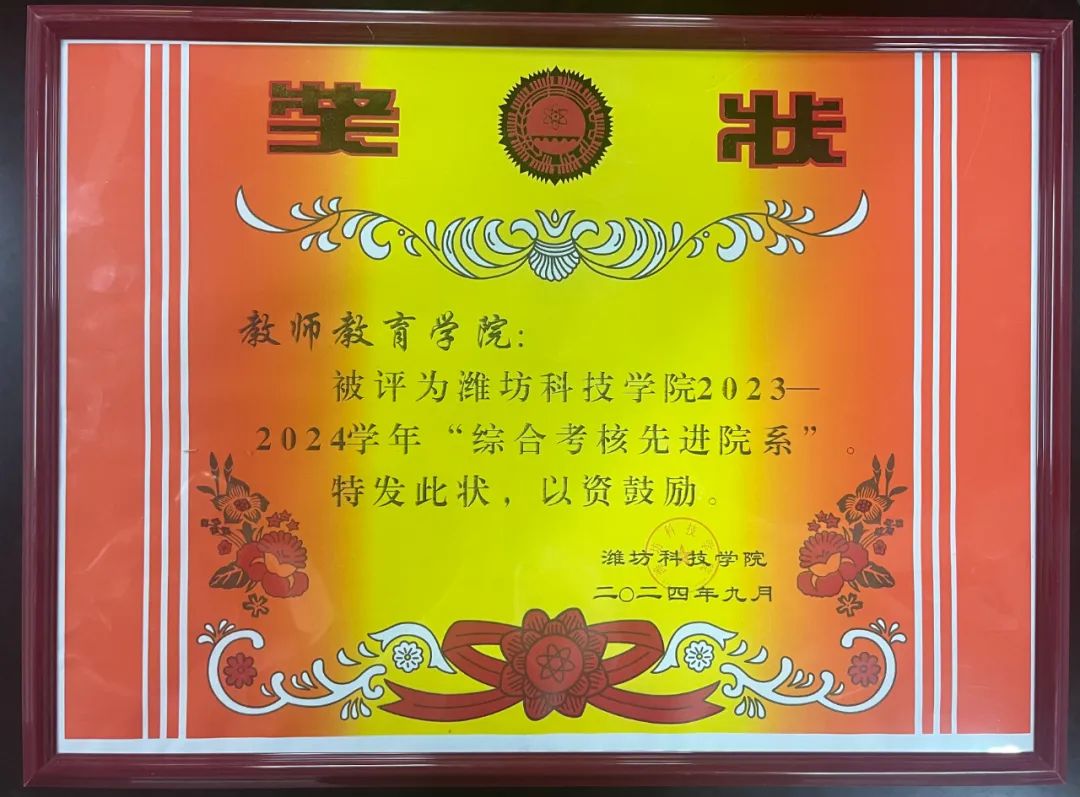 奖状
教师教育学院：
被评为潍坊科技学院2023—
2024学年“综合考核先进院系”。
特发此状，以资鼓励。
潍坊科技学院
二〇二四年九月